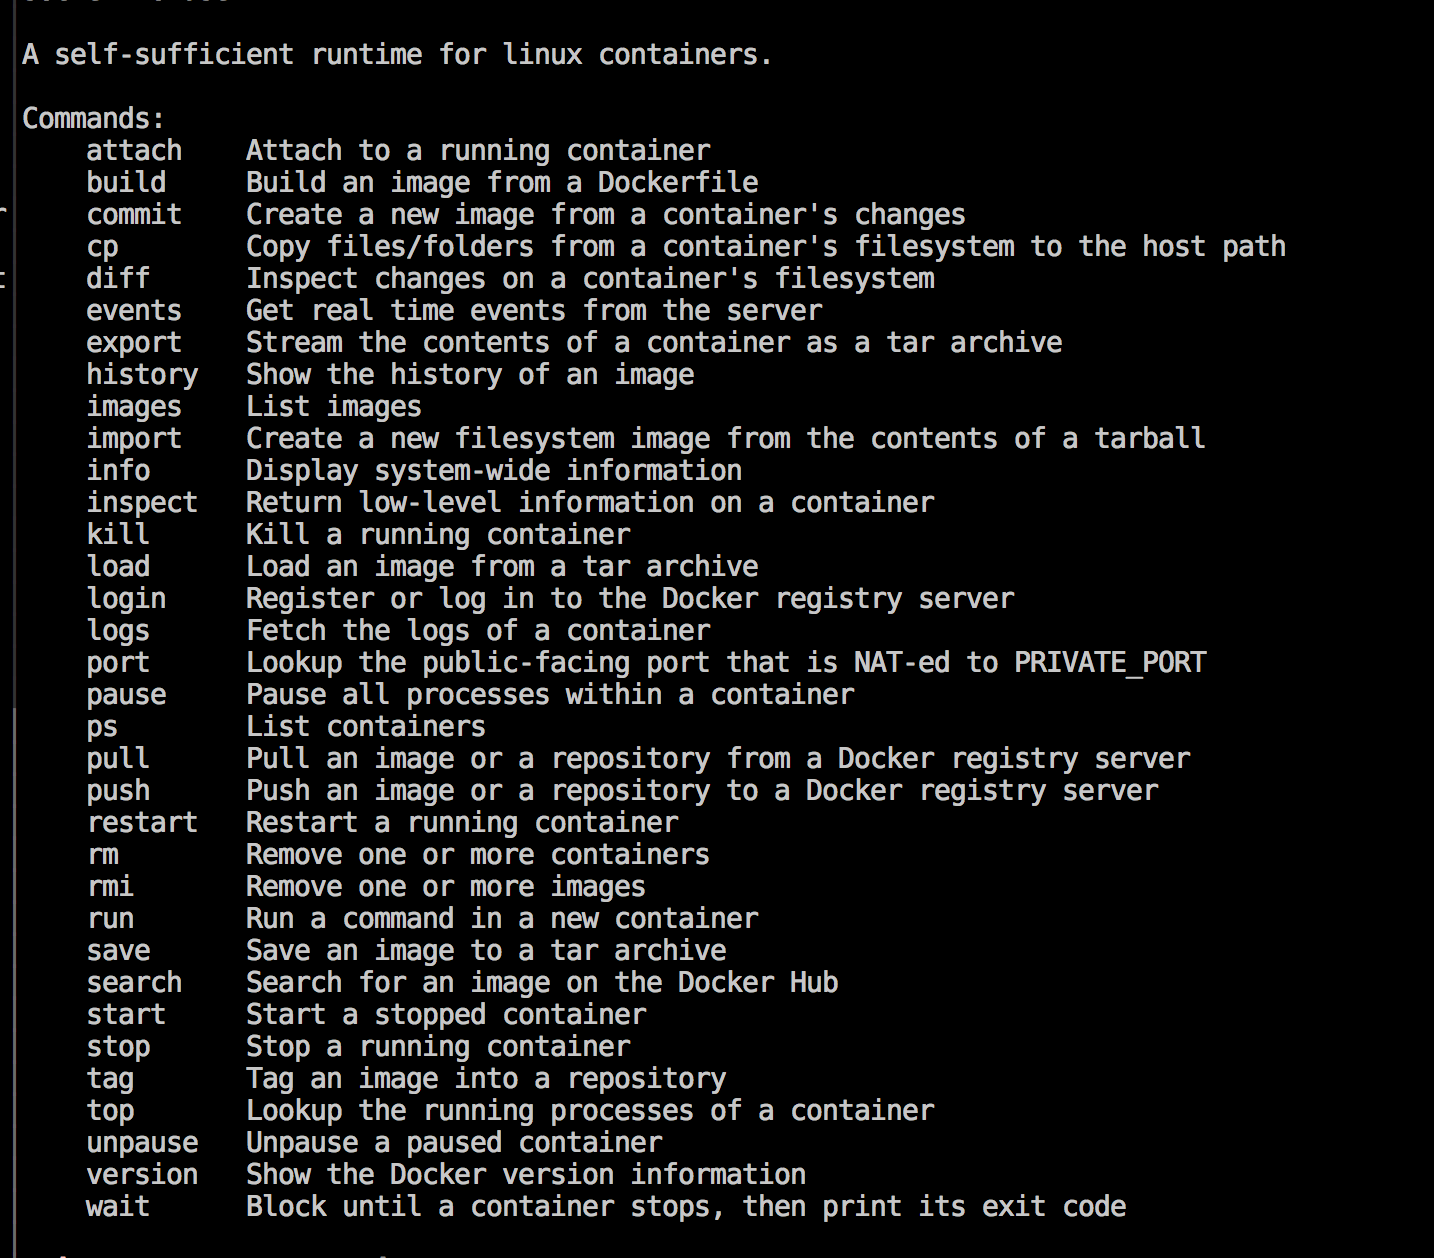 A self-sufficient runtime for linux containers.
Commands:
attach    Attach to a running container
build     Build an image from a Dockerfile
commit    Create a new image from a container's changes
cp        Copy files/folders from a container's filesystem to the host path
diff      Inspect changes on a container's filesystem
events    Get real time events from the server
export    Stream the contents of a container as a tar archive
history   Show the history of an image
images    List images
import    Create a new filesystem image from the contents of a tarball
info      Display system-wide information
inspect   Return low-level information on a container
kill      Kill a running container
load      Load an image from a tar archive
login     Register or log in to the Docker registry server
logs      Fetch the logs of a container
port      Lookup the public-facing port that is NAT-ed to PRIVATE_PORT
pause     Pause all processes within a container
ps        List containers
pull      Pull an image or a repository from a Docker registry server
push      Push an image or a repository to a Docker registry server
restart   Restart a running container
rm        Remove one or more containers
rmi       Remove one or more images
run       Run a command in a new container
save      Save an image to a tar archive
search    Search for an image on the Docker Hub
start     Start a stopped container
stop      Stop a running container
tag       Tag an image into a repository
top       Lookup the running processes of a container
unpause   Unpause a paused container
version   Show the Docker version information
wait      Block until a container stops, then print its exit code